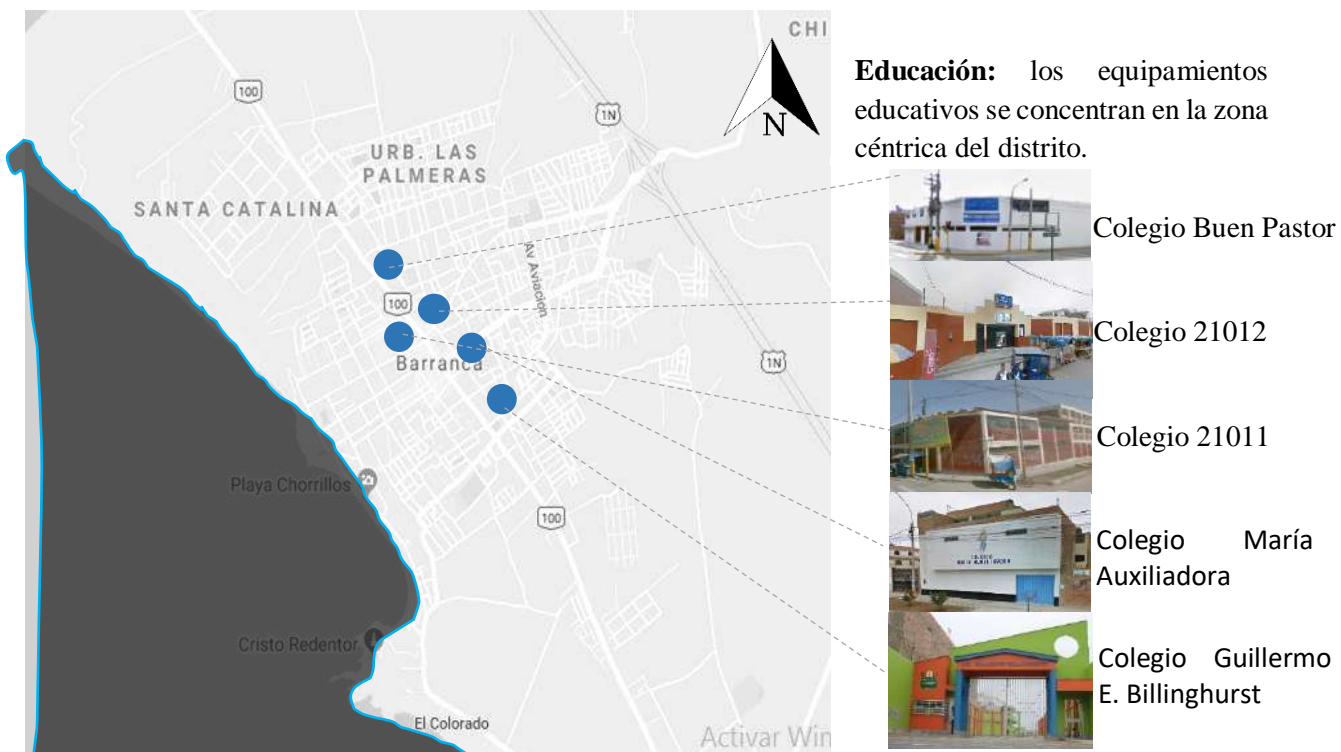 CHI
100
1N
N
URB. LAS
PALMERAS
SANTA CATALINA
Av Aviacion
100
Barranca
1N
Playa Chorrillos
100
Cristo Redentor
El Colorado
Activar Win
Educación: los equipamientos
educativos se concentran en la zona
céntrica del distrito.
Colegio Buen Pastor
Colegio 21012
Colegio 21011
Colegio María
Auxiliadora
Colegio Guillermo
E. Billinghurst